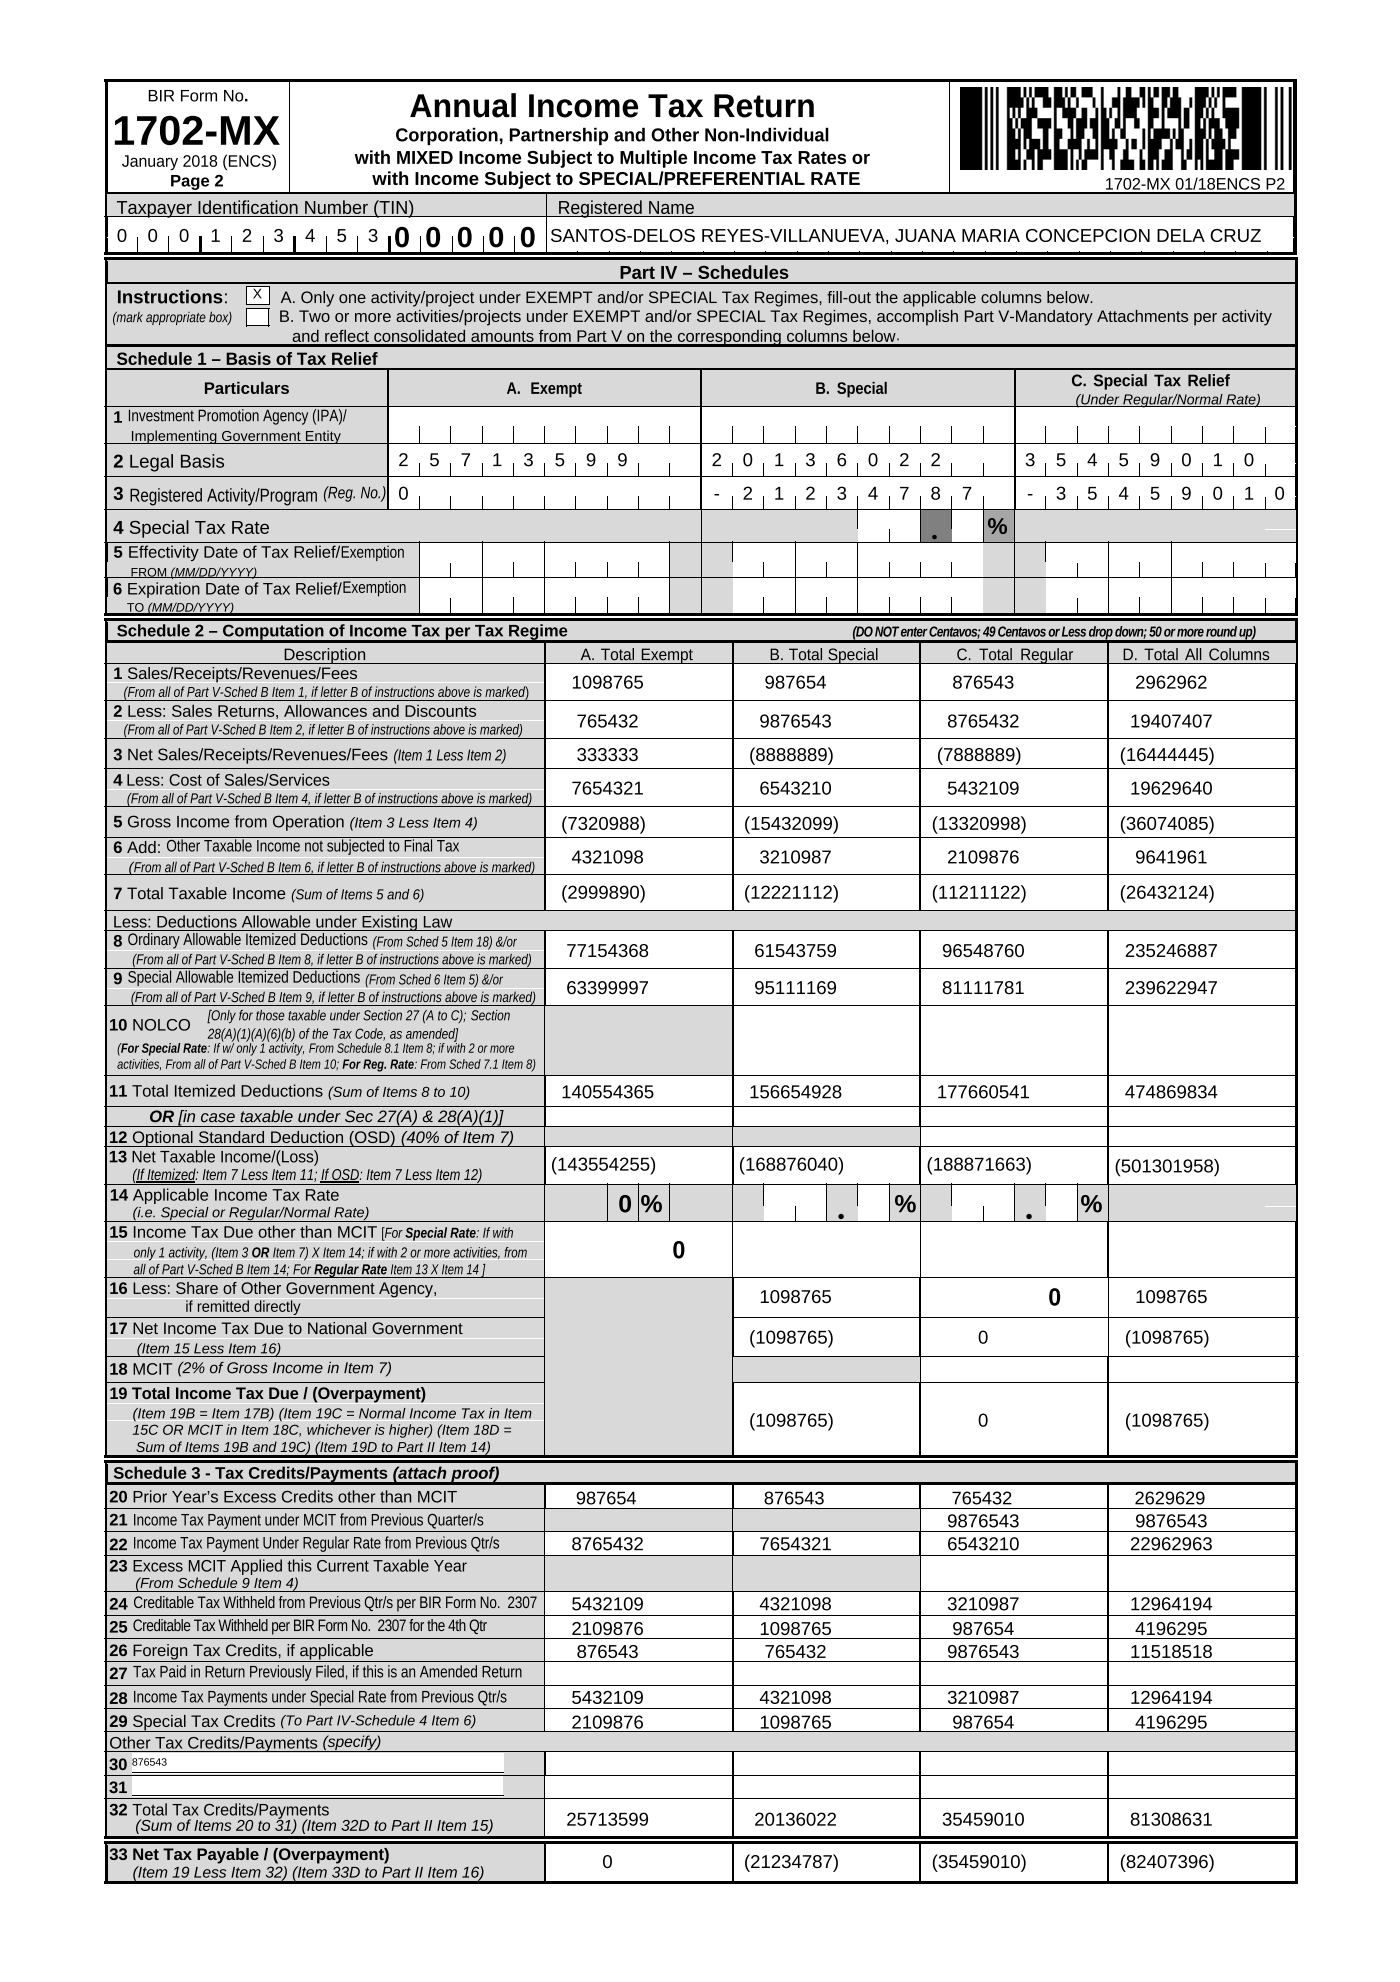 BIR Form No.
1702-MX
January 2018 (ENCS)
Page 2
Annual Income Tax Return
Corporation, Partnership and Other Non-Individual
with MIXED Income Subject to Multiple Income Tax Rates or
with Income Subject to SPECIAL/PREFERENTIAL RATE
1702-MX 01/18ENCS P2
Taxpayer Identification Number (TIN) Registered Name
0 0 0 1 2 3 4 5 3 0 0 0 0 0 SANTOS-DELOS REYES-VILLANUEVA, JUANA MARIA CONCEPCION DELA CRUZ
Part IV – Schedules
Instructions: X A. Only one activity/project under EXEMPT and/or SPECIAL Tax Regimes, fill-out the applicable columns below.
(mark appropriate box) B. Two or more activities/projects under EXEMPT and/or SPECIAL Tax Regimes, accomplish Part V-Mandatory Attachments per activity
and reflect consolidated amounts from Part V on the corresponding columns below.
Schedule 1 – Basis of Tax Relief
Particulars A. Exempt B. Special C. Special Tax Relief
(Under Regular/Normal Rate)
1 Investment Promotion Agency (IPA)/
Implementing Government Entity
2 Legal Basis 2 5 7 1 3 5 9 9 2 0 1 3 6 0 2 2 3 5 4 5 9 0 1 0
3 Registered Activity/Program (Reg. No.) 0 - 2 1 2 3 4 7 8 7 - 3 5 4 5 9 0 1 0
4 Special Tax Rate . %
5 Effectivity Date of Tax Relief/Exemption
FROM (MM/DD/YYYY)
6 Expiration Date of Tax Relief/Exemption
TO (MM/DD/YYYY)
Schedule 2 – Computation of Income Tax per Tax Regime (DO NOT enter Centavos; 49 Centavos or Less drop down; 50 or more round up)
Description A. Total Exempt B. Total Special C. Total Regular D. Total All Columns
1 Sales/Receipts/Revenues/Fees
(From all of Part V-Sched B Item 1, if letter B of instructions above is marked) 1098765 987654 876543 2962962
2 Less: Sales Returns, Allowances and Discounts
(From all of Part V-Sched B Item 2, if letter B of instructions above is marked) 765432 9876543 8765432 19407407
3 Net Sales/Receipts/Revenues/Fees (Item 1 Less Item 2) 333333 (8888889) (7888889) (16444445)
4 Less: Cost of Sales/Services
(From all of Part V-Sched B Item 4, if letter B of instructions above is marked) 7654321 6543210 5432109 19629640
5 Gross Income from Operation (Item 3 Less Item 4) (7320988) (15432099) (13320998) (36074085)
6 Add: Other Taxable Income not subjected to Final Tax
(From all of Part V-Sched B Item 6, if letter B of instructions above is marked) 4321098 3210987 2109876 9641961
7 Total Taxable Income (Sum of Items 5 and 6) (2999890) (12221112) (11211122) (26432124)
Less: Deductions Allowable under Existing Law
8 Ordinary Allowable Itemized Deductions (From Sched 5 Item 18) &/or
(From all of Part V-Sched B Item 8, if letter B of instructions above is marked) 77154368 61543759 96548760 235246887
9 Special Allowable Itemized Deductions (From Sched 6 Item 5) &/or
(From all of Part V-Sched B Item 9, if letter B of instructions above is marked) 63399997 95111169 81111781 239622947
10 NOLCO [Only for those taxable under Section 27 (A to C); Section
28(A)(1)(A)(6)(b) of the Tax Code, as amended]
(For Special Rate: If w/ only 1 activity, From Schedule 8.1 Item 8; if with 2 or more
activities, From all of Part V-Sched B Item 10; For Reg. Rate: From Sched 7.1 Item 8)
11 Total Itemized Deductions (Sum of Items 8 to 10) 140554365 156654928 177660541 474869834
OR [in case taxable under Sec 27(A) & 28(A)(1)]
12 Optional Standard Deduction (OSD) (40% of Item 7)
13 Net Taxable Income/(Loss)
(If Itemized: Item 7 Less Item 11; If OSD: Item 7 Less Item 12) (143554255) (168876040) (188871663) (501301958)
14 Applicable Income Tax Rate
(i.e. Special or Regular/Normal Rate) 0 % . % . %
15 Income Tax Due other than MCIT [For Special Rate: If with
only 1 activity, (Item 3 OR Item 7) X Item 14; if with 2 or more activities, from
all of Part V-Sched B Item 14; For Regular Rate Item 13 X Item 14 ] 0
16 Less: Share of Other Government Agency,
if remitted directly 1098765 0 1098765
17 Net Income Tax Due to National Government
(Item 15 Less Item 16) (1098765) 0 (1098765)
18 MCIT (2% of Gross Income in Item 7)
19 Total Income Tax Due / (Overpayment)
(Item 19B = Item 17B) (Item 19C = Normal Income Tax in Item
15C OR MCIT in Item 18C, whichever is higher) (Item 18D =
Sum of Items 19B and 19C) (Item 19D to Part II Item 14) (1098765) 0 (1098765)
Schedule 3 - Tax Credits/Payments (attach proof)
20 Prior Year’s Excess Credits other than MCIT 987654 876543 765432 2629629
21 Income Tax Payment under MCIT from Previous Quarter/s 9876543 9876543
22 Income Tax Payment Under Regular Rate from Previous Qtr/s 8765432 7654321 6543210 22962963
23 Excess MCIT Applied this Current Taxable Year
(From Schedule 9 Item 4)
24 Creditable Tax Withheld from Previous Qtr/s per BIR Form No. 2307 5432109 4321098 3210987 12964194
25 Creditable Tax Withheld per BIR Form No. 2307 for the 4th Qtr 2109876 1098765 987654 4196295
26 Foreign Tax Credits, if applicable 876543 765432 9876543 11518518
27 Tax Paid in Return Previously Filed, if this is an Amended Return
28 Income Tax Payments under Special Rate from Previous Qtr/s 5432109 4321098 3210987 12964194
29 Special Tax Credits (To Part IV-Schedule 4 Item 6) 2109876 1098765 987654 4196295
Other Tax Credits/Payments (specify)
30 876543
31
32 Total Tax Credits/Payments
(Sum of Items 20 to 31) (Item 32D to Part II Item 15) 25713599 20136022 35459010 81308631
33 Net Tax Payable / (Overpayment)
(Item 19 Less Item 32) (Item 33D to Part II Item 16) 0 (21234787) (35459010) (82407396)